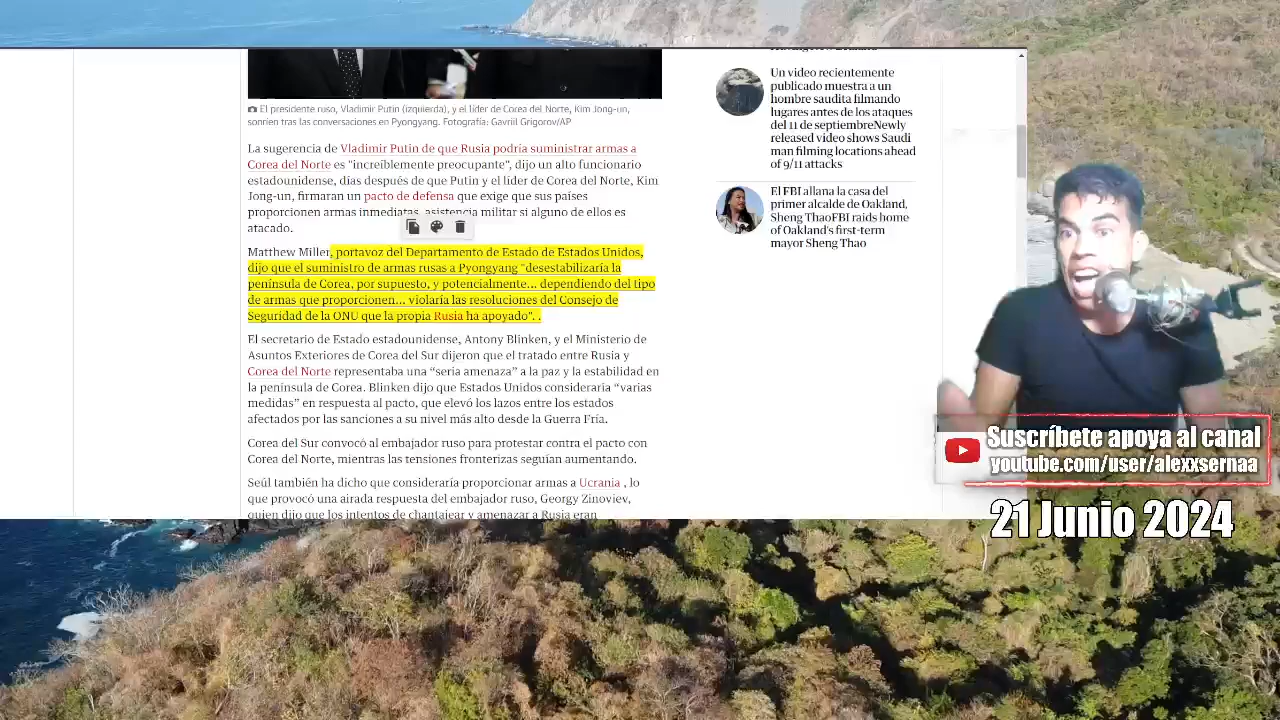 El presidente ruso, Vladimir Putin (izquierda), y el líder de Corea del Norte, Kim Jong-un,
sonríen tras las conversaciones en Pyongyang. Fotografía: Gavriil Grigorov/AP
La sugerencia de Vladimir Putin de que Rusia podría suministrar armas a
Corea del Norte es "increíblemente preocupante", dijo un alto funcionario
estadounidense, días después de que Putin y el líder de Corea del Norte, Kim
Jong-un, firmaran un pacto de defensa que exige que sus países
proporcionen armas inmediatas. asistencia militar si alguno de ellos es
atacado.
Matthew Miller, portavoz del Departamento de Estado de Estados Unidos,
dijo que el suministro de armas rusas a Pyongyang "desestabilizaría la
península de Corea, por supuesto, y potencialmente... dependiendo del tipo
de armas que proporcionen... violaría las resoluciones del Consejo de
Seguridad de la ONU que la propia Rusia ha apoyado". .
El secretario de Estado estadounidense, Antony Blinken, y el Ministerio de
Asuntos Exteriores de Corea del Sur dijeron que el tratado entre Rusia y
Corea del Norte representaba una “seria amenaza” a la paz y la estabilidad en
la península de Corea. Blinken dijo que Estados Unidos consideraría “varias
medidas” en respuesta al pacto, que elevó los lazos entre los estados
afectados por las sanciones a su nivel más alto desde la Guerra Fría.
Corea del Sur convocó al embajador ruso para protestar contra el pacto con
Corea del Norte, mientras las tensiones fronterizas seguían aumentando.
Seúl también ha dicho que consideraría proporcionar armas a Ucrania , lo
que provocó una airada respuesta del embajador ruso, Georgy Zinoviev,
quien dijo que los intentos de chantajear y amenazar a Rusia eran
Un video recientemente
publicado muestra a un
hombre saudita filmando
lugares antes de los ataques
del 11 de septiembreNewly
released video shows Saudi
man filming locations ahead
of 9/11 attacks
El FBI allana la casa del
primer alcalde de Oakland,
Sheng ThaoFBI raids home
of Oakland's first-term
mayor Sheng Thao
Suscríbete apoya al canal
youtube.com/user/alexxsernaa
21 Junio 2024